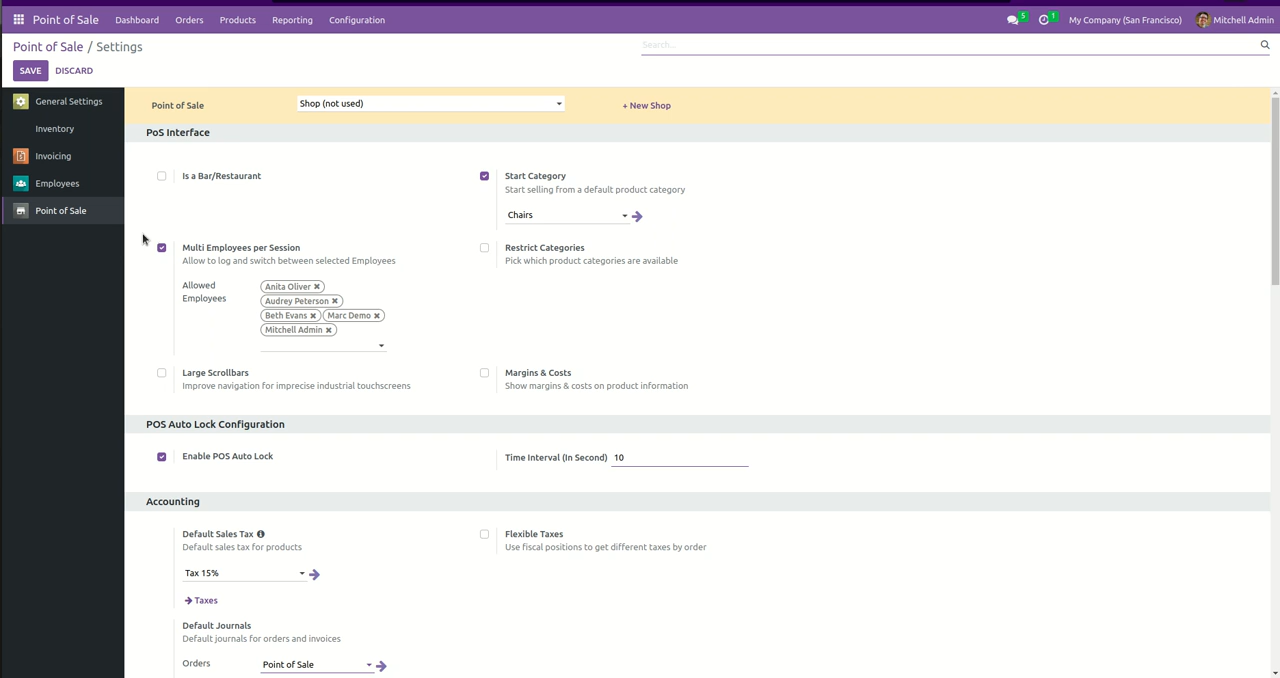 Point of Sale Dashboard Orders Products Reporting Configuration 5 1 My Company (San Francisco) Mitchell Admin
Point of Sale / Settings Search...
SAVE DISCARD
General Settings
Inventory
Invoicing
Employees
Point of Sale
Point of Sale Shop (not used) + New Shop
PoS Interface
Is a Bar/Restaurant
Start Category
Start selling from a default product category
Chairs
Multi Employees per Session
Allow to log and switch between selected Employees
Allowed Employees
Anita Oliver ×
Audrey Peterson ×
Beth Evans × Marc Demo ×
Mitchell Admin ×
Restrict Categories
Pick which product categories are available
Large Scrollbars
Improve navigation for imprecise industrial touchscreens
Margins & Costs
Show margins & costs on product information
POS Auto Lock Configuration
Enable POS Auto Lock
Time Interval (In Second) 10
Accounting
Default Sales Tax
Default sales tax for products
Tax 15%
Taxes
Flexible Taxes
Use fiscal positions to get different taxes by order
Default Journals
Default journals for orders and invoices
Orders Point of Sale